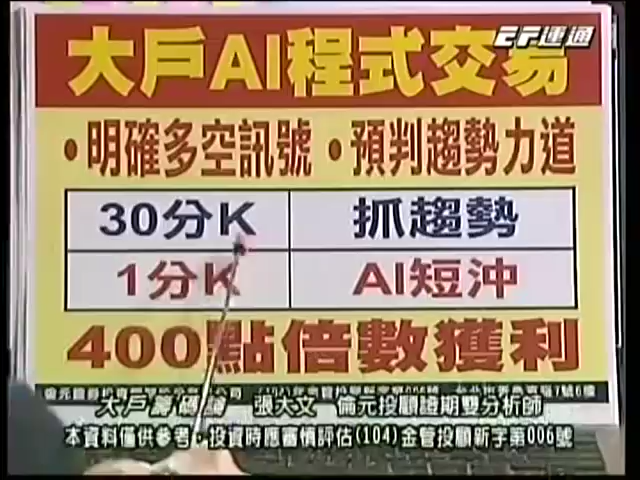 大戶AI程式交易
•明確多空訊號 •預判趨勢力道
30分K 抓趨勢
1分K AI短沖
400點倍數獲利
大戶籌碼論 張大文 倫元投顧證期雙分析師
本資料僅供參考,投資時應審慎評估(104)金管投顧新字第006號